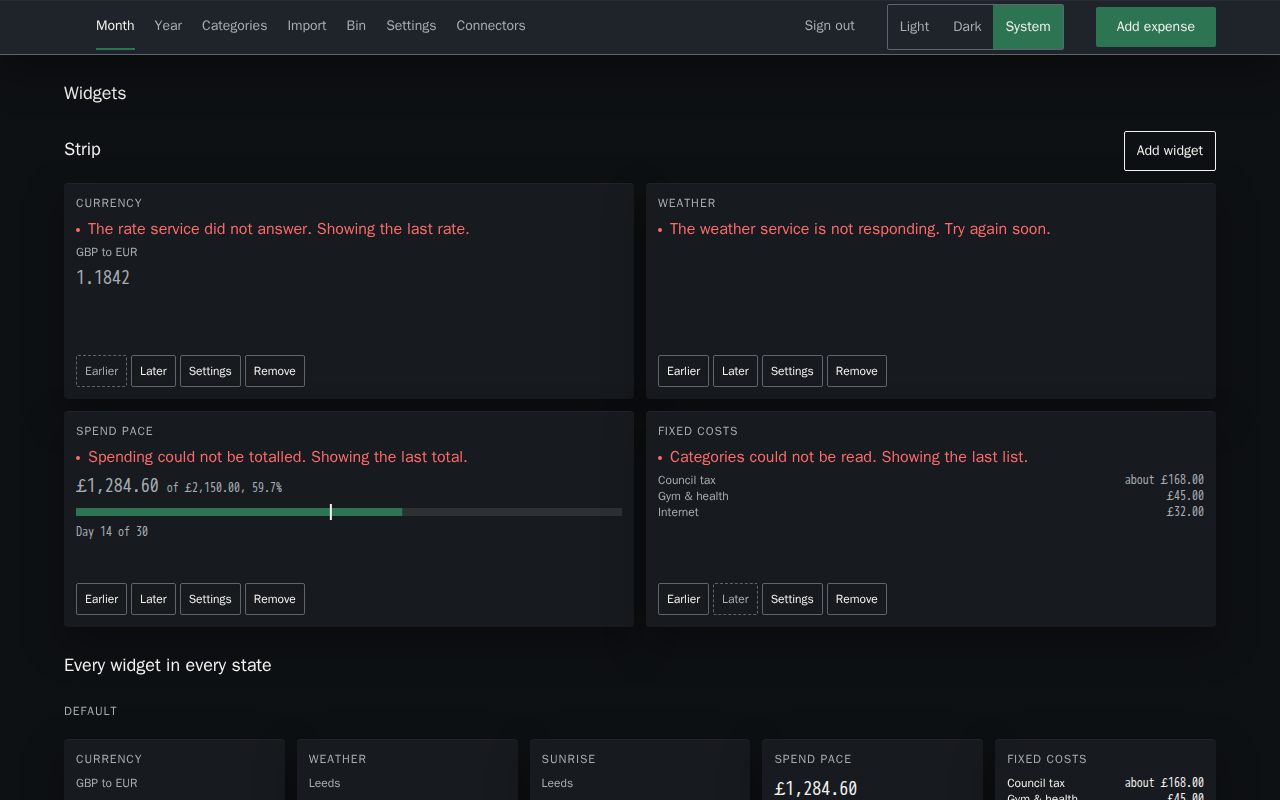 Month Year Categories Import Bin Settings Connectors Sign out Light Dark System Add expense
Widgets
Strip
Add widget
CURRENCY
• The rate service did not answer. Showing the last rate.
GBP to EUR
1.1842
Earlier Later Settings Remove
WEATHER
• The weather service is not responding. Try again soon.
Earlier Later Settings Remove
SPEND PACE
• Spending could not be totalled. Showing the last total.
£1,284.60 of £2,150.00, 59.7%
Day 14 of 30
Earlier Later Settings Remove
FIXED COSTS
• Categories could not be read. Showing the last list.
Council tax about £168.00
Gym & health £45.00
Internet £32.00
Earlier Later Settings Remove
Every widget in every state
DEFAULT
CURRENCY
GBP to EUR
WEATHER
Leeds
SUNRISE
Leeds
SPEND PACE
£1,284.60
FIXED COSTS
Council tax about £168.00
Gym & health £45.00